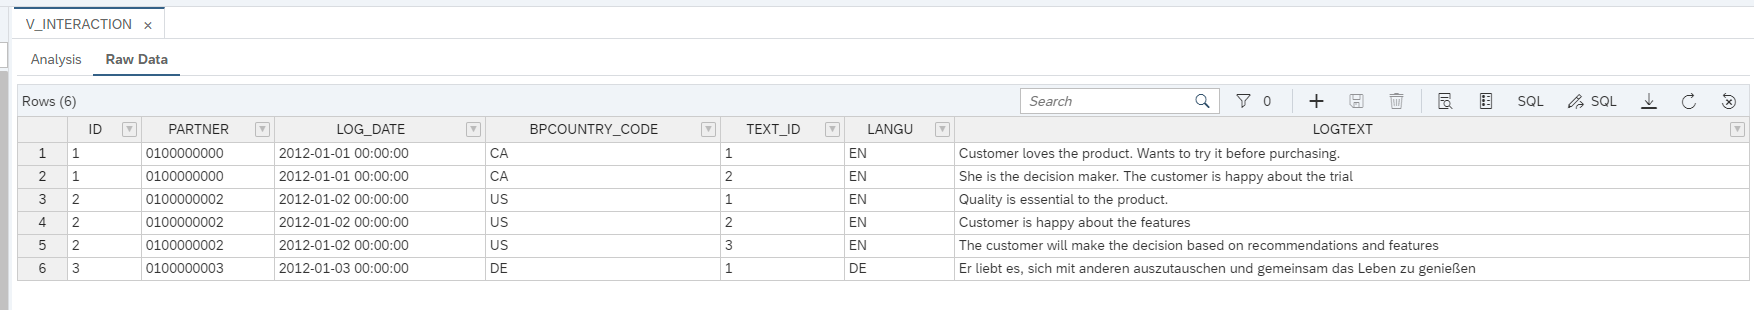 V_INTERACTION ×
Analysis Raw Data
Rows (6) Search 0 SQL SQL
ID PARTNER LOG_DATE BPCOUNTRY_CODE TEXT_ID LANGU LOGTEXT
1 1 0100000000 2012-01-01 00:00:00 CA 1 EN Customer loves the product. Wants to try it before purchasing.
2 1 0100000000 2012-01-01 00:00:00 CA 2 EN She is the decision maker. The customer is happy about the trial
3 2 0100000002 2012-01-02 00:00:00 US 1 EN Quality is essential to the product.
4 2 0100000002 2012-01-02 00:00:00 US 2 EN Customer is happy about the features
5 2 0100000002 2012-01-02 00:00:00 US 3 EN The customer will make the decision based on recommendations and features
6 3 0100000003 2012-01-03 00:00:00 DE 1 DE Er liebt es, sich mit anderen auszutauschen und gemeinsam das Leben zu genießen